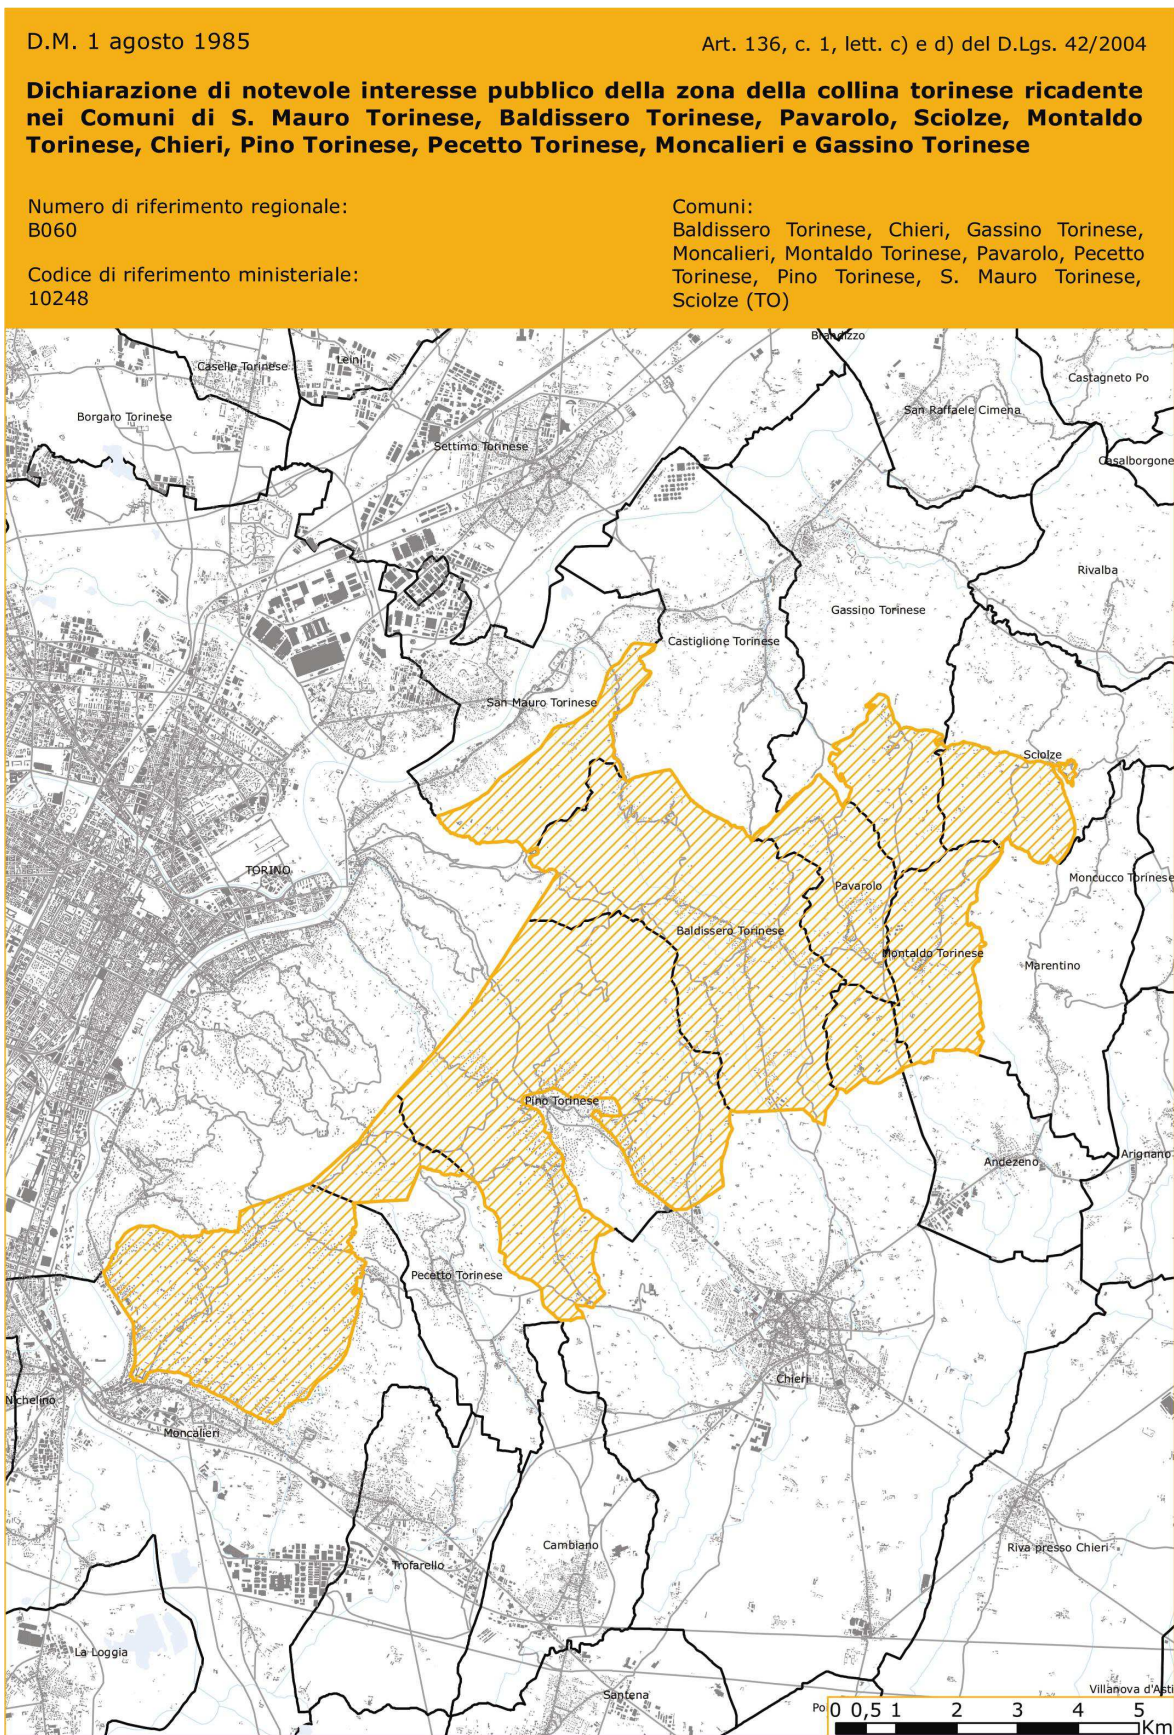 D.M. 1 agosto 1985
Art. 136, c. 1, lett. c) e d) del D.Lgs. 42/2004
Dichiarazione di notevole interesse pubblico della zona della collina torinese ricadente
nei Comuni di S. Mauro Torinese, Baldissero Torinese, Pavarolo, Sciolze, Montaldo
Torinese, Chieri, Pino Torinese, Pecetto Torinese, Moncalieri e Gassino Torinese
Numero di riferimento regionale:
B060
Codice di riferimento ministeriale:
10248
Comuni:
Baldissero Torinese, Chieri, Gassino Torinese,
Moncalieri, Montaldo Torinese, Pavarolo, Pecetto
Torinese, Pino Torinese, S. Mauro Torinese,
Sciolze (TO)
Brandizzo
Leini
Caselle Torinese
Castagneto Po
San Raffaele Cimena
Borgaro Torinese
Settimo Torinese
Casalborgone
Rivalba
Gassino Torinese
Castiglione Torinese
San Mauro Torinese
Sciolze
TORINO
Moncucco Torinese
Pavarolo
Baldissero Torinese
Montaldo Torinese
Marentino
Pino Torinese
Arignano
Andezeno
Pecetto Torinese
Chieri
Nichelino
Moncalieri
Cambiano
Riva presso Chieri
Trofarello
La Loggia
Villanova d'Asti
Santena
Po
0 0,5 1 2 3 4 5
Km